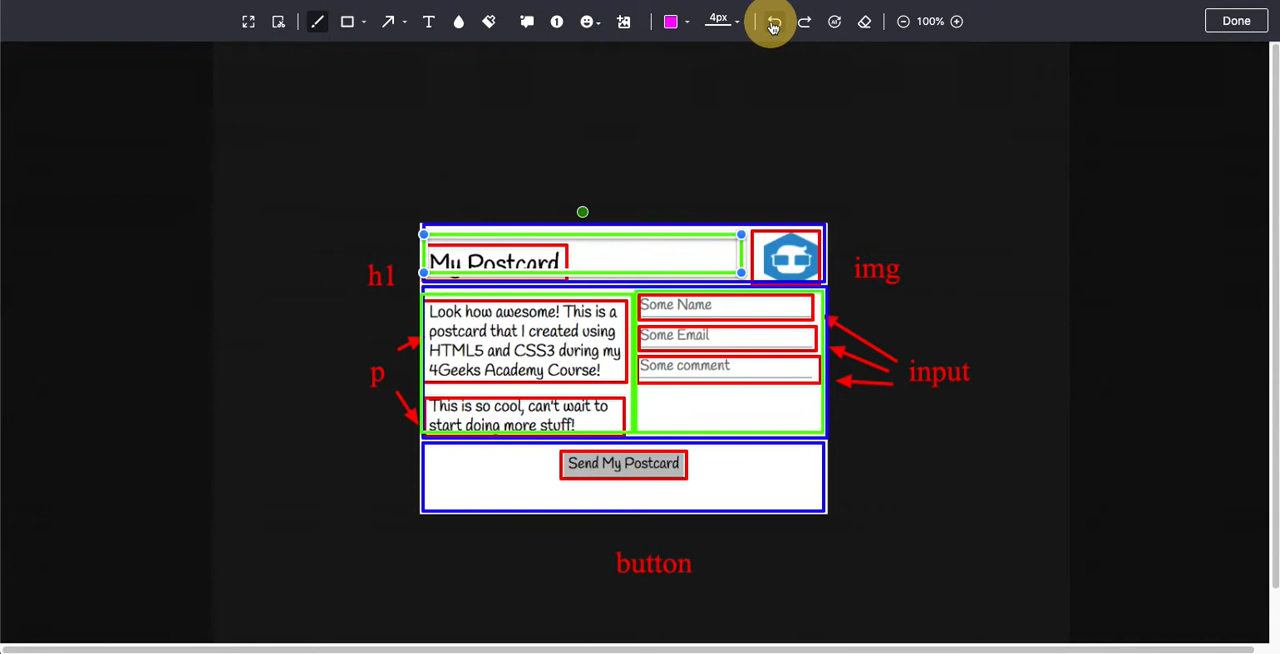 4px
100%
Done
My Postcard
h1
img
Look how awesome! This is a
postcard that I created using
HTML5 and CSS3 during my
4Geeks Academy Course!
This is so cool, can't wait to
start doing more stuff!
p
Some Name
Some Email
Some comment
input
Send My Postcard
button